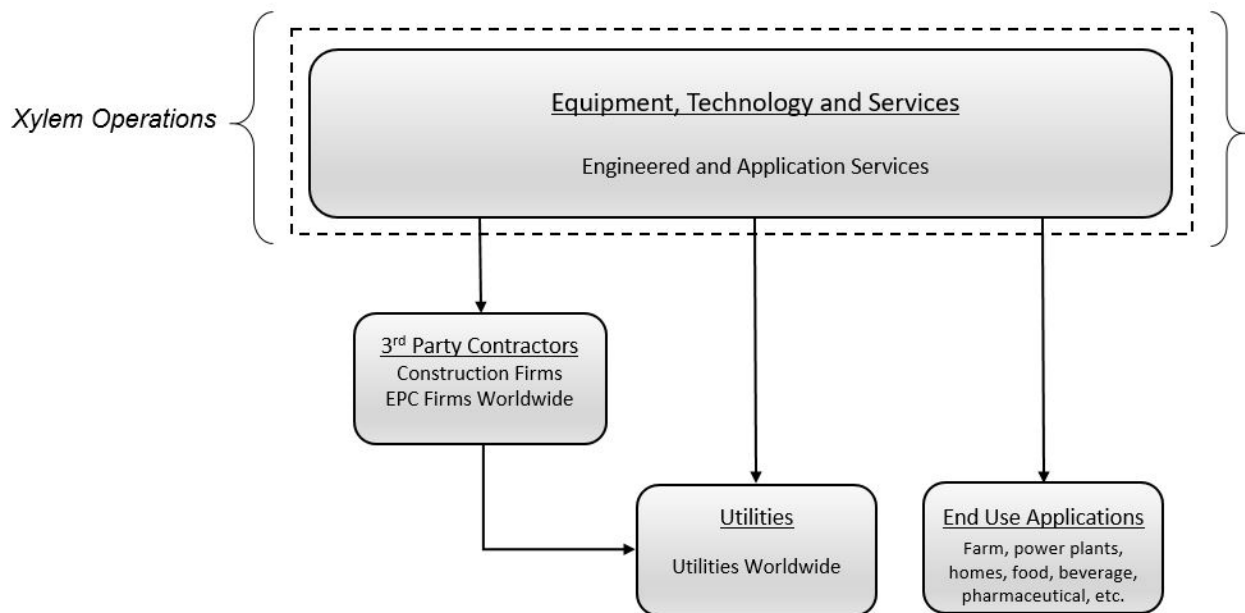 Xylem Operations
Equipment, Technology and Services
Engineered and Application Services
3rd Party Contractors
Construction Firms
EPC Firms Worldwide
Utilities
Utilities Worldwide
End Use Applications
Farm, power plants,
homes, food, beverage,
pharmaceutical, etc.